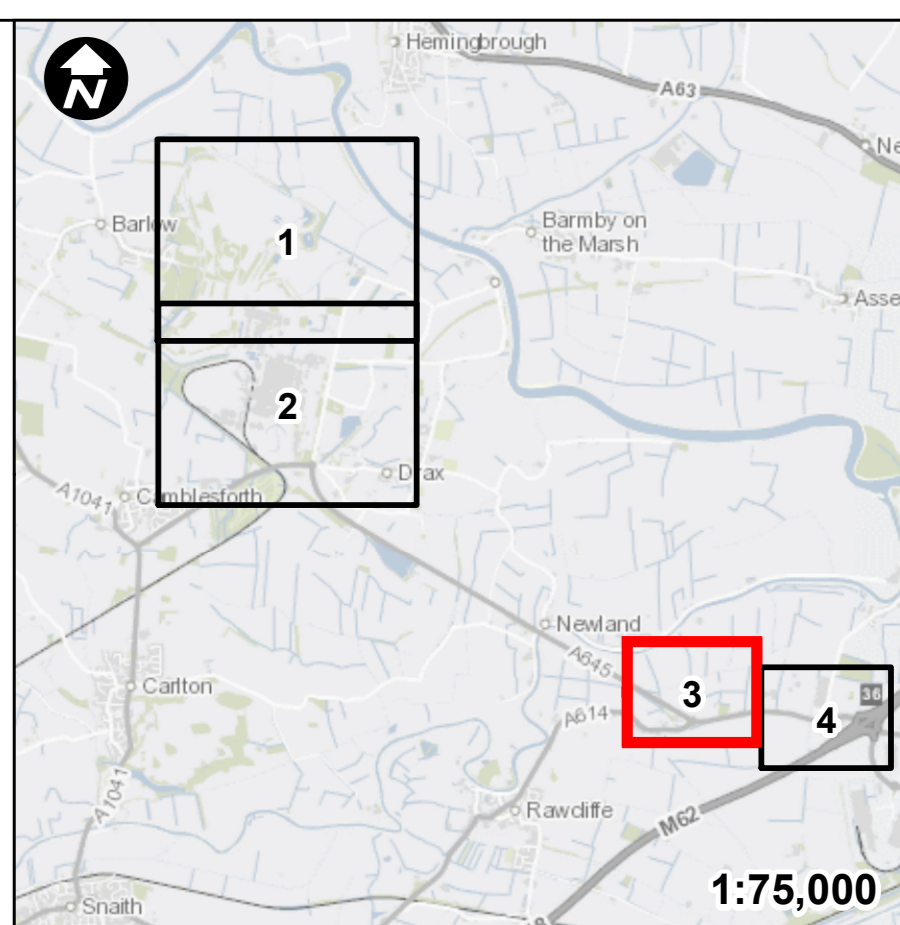 N
Hemingbrough
A63
Ne
Barlow
1
Barmby on
the Marsh
Asse
2
Drax
A1041
Camblesforth
Newland
A645
Carlton
3
36
A614
4
A1041
Rawcliffe
M62
1:75,000
Snaith